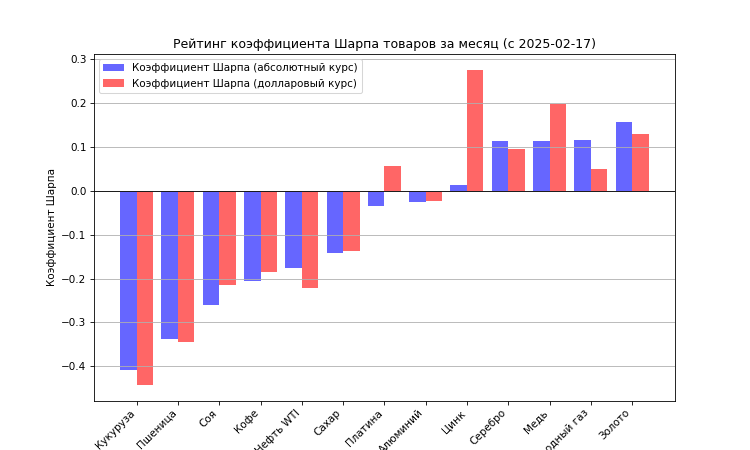 Рейтинг коэффициента Шарпа товаров за месяц (с 2025-02-17)
Коэффициент Шарпа (абсолютный курс)
Коэффициент Шарпа (долларовый курс)
Коэффициент Шарпа
0.3
0.2
0.1
0.0
−0.1
−0.2
−0.3
−0.4
Кукуруза
Пшеница
Соя
Кофе
Нефть WTI
Сахар
Платина
Алюминий
Цинк
Серебро
Медь
одный газ
Золото